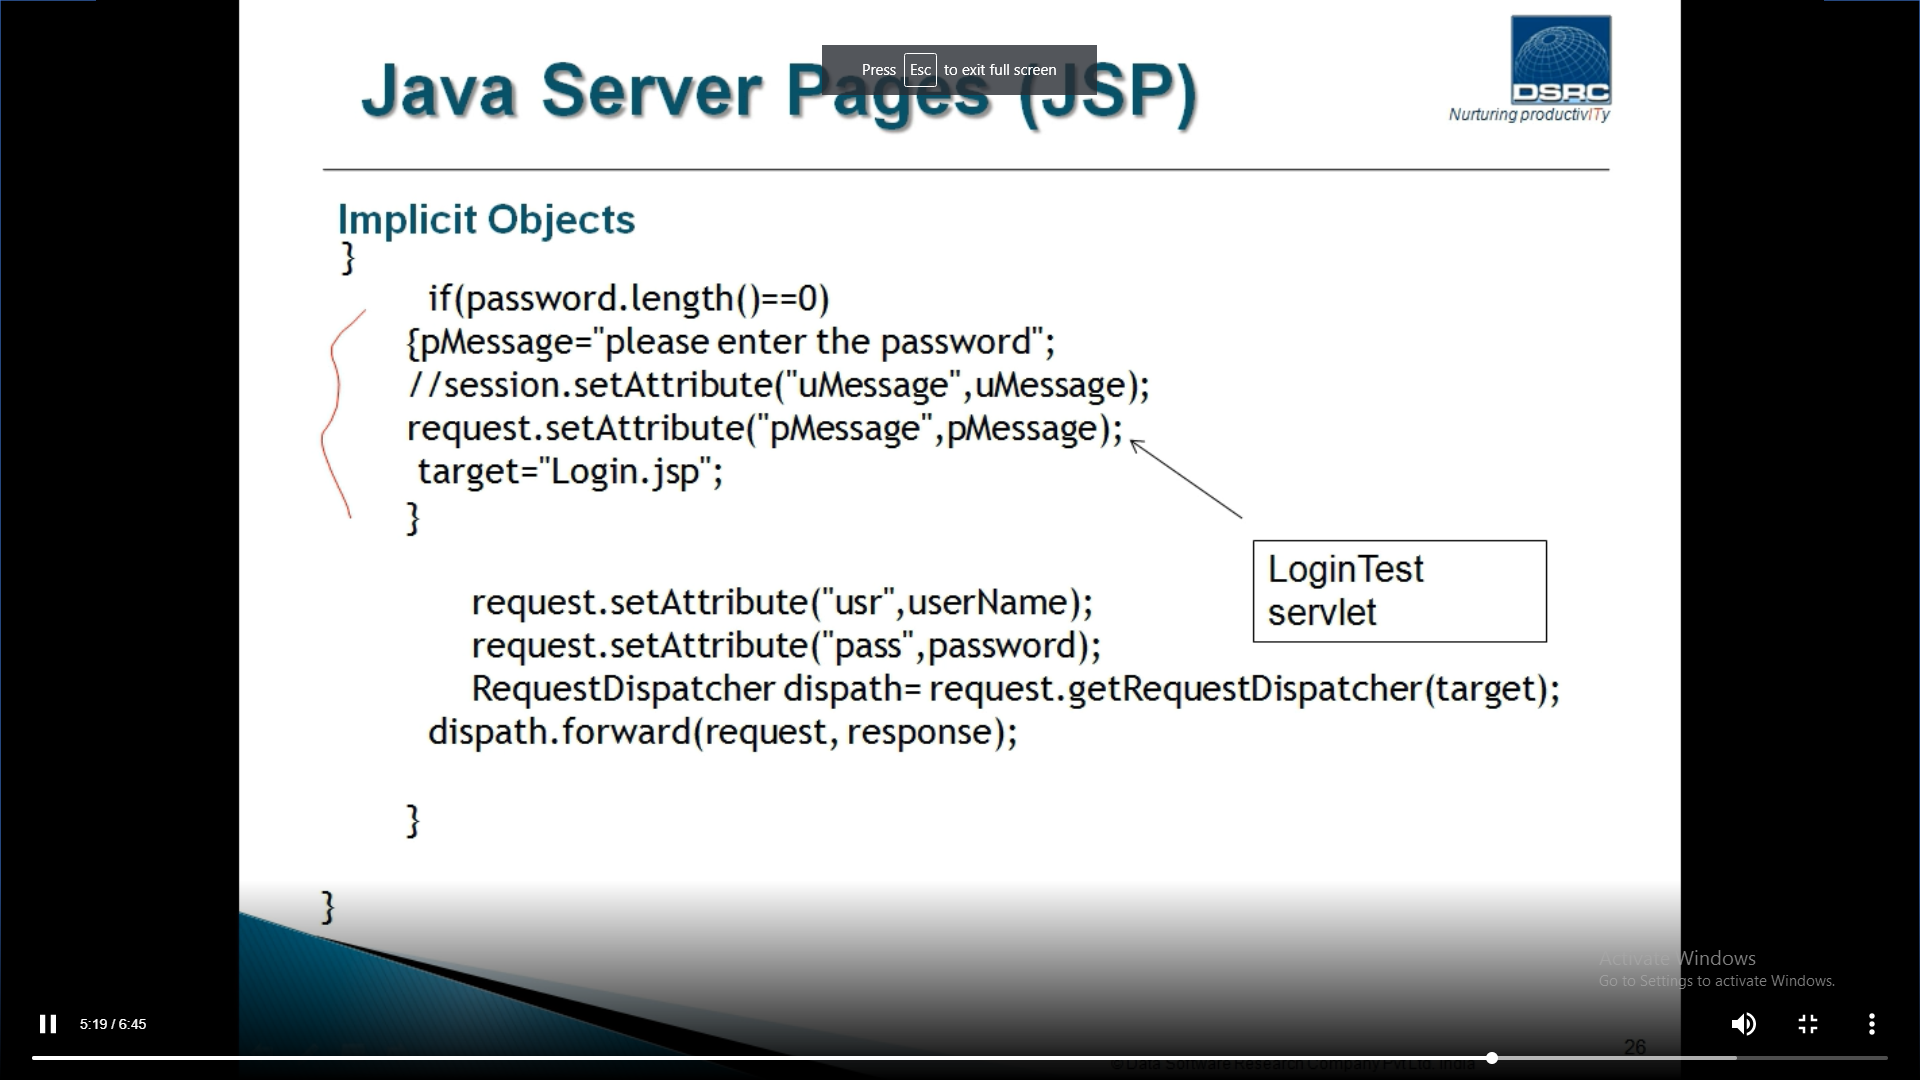 Press Esc to exit full screen
Java Server Pages (JSP)
DSRC
Nurturing productivITy
Implicit Objects
}
if(password.length()==0)
{pMessage="please enter the password";
//session.setAttribute("uMessage",uMessage);
request.setAttribute("pMessage",pMessage);
target="Login.jsp";
}
LoginTest
servlet
request.setAttribute("usr",userName);
request.setAttribute("pass",password);
RequestDispatcher dispath= request.getRequestDispatcher(target);
dispath.forward(request, response);
}
}
Activate Windows
Go to Settings to activate Windows.
5:19 / 6:45
26
© Data Software Research Company Pvt Ltd. India